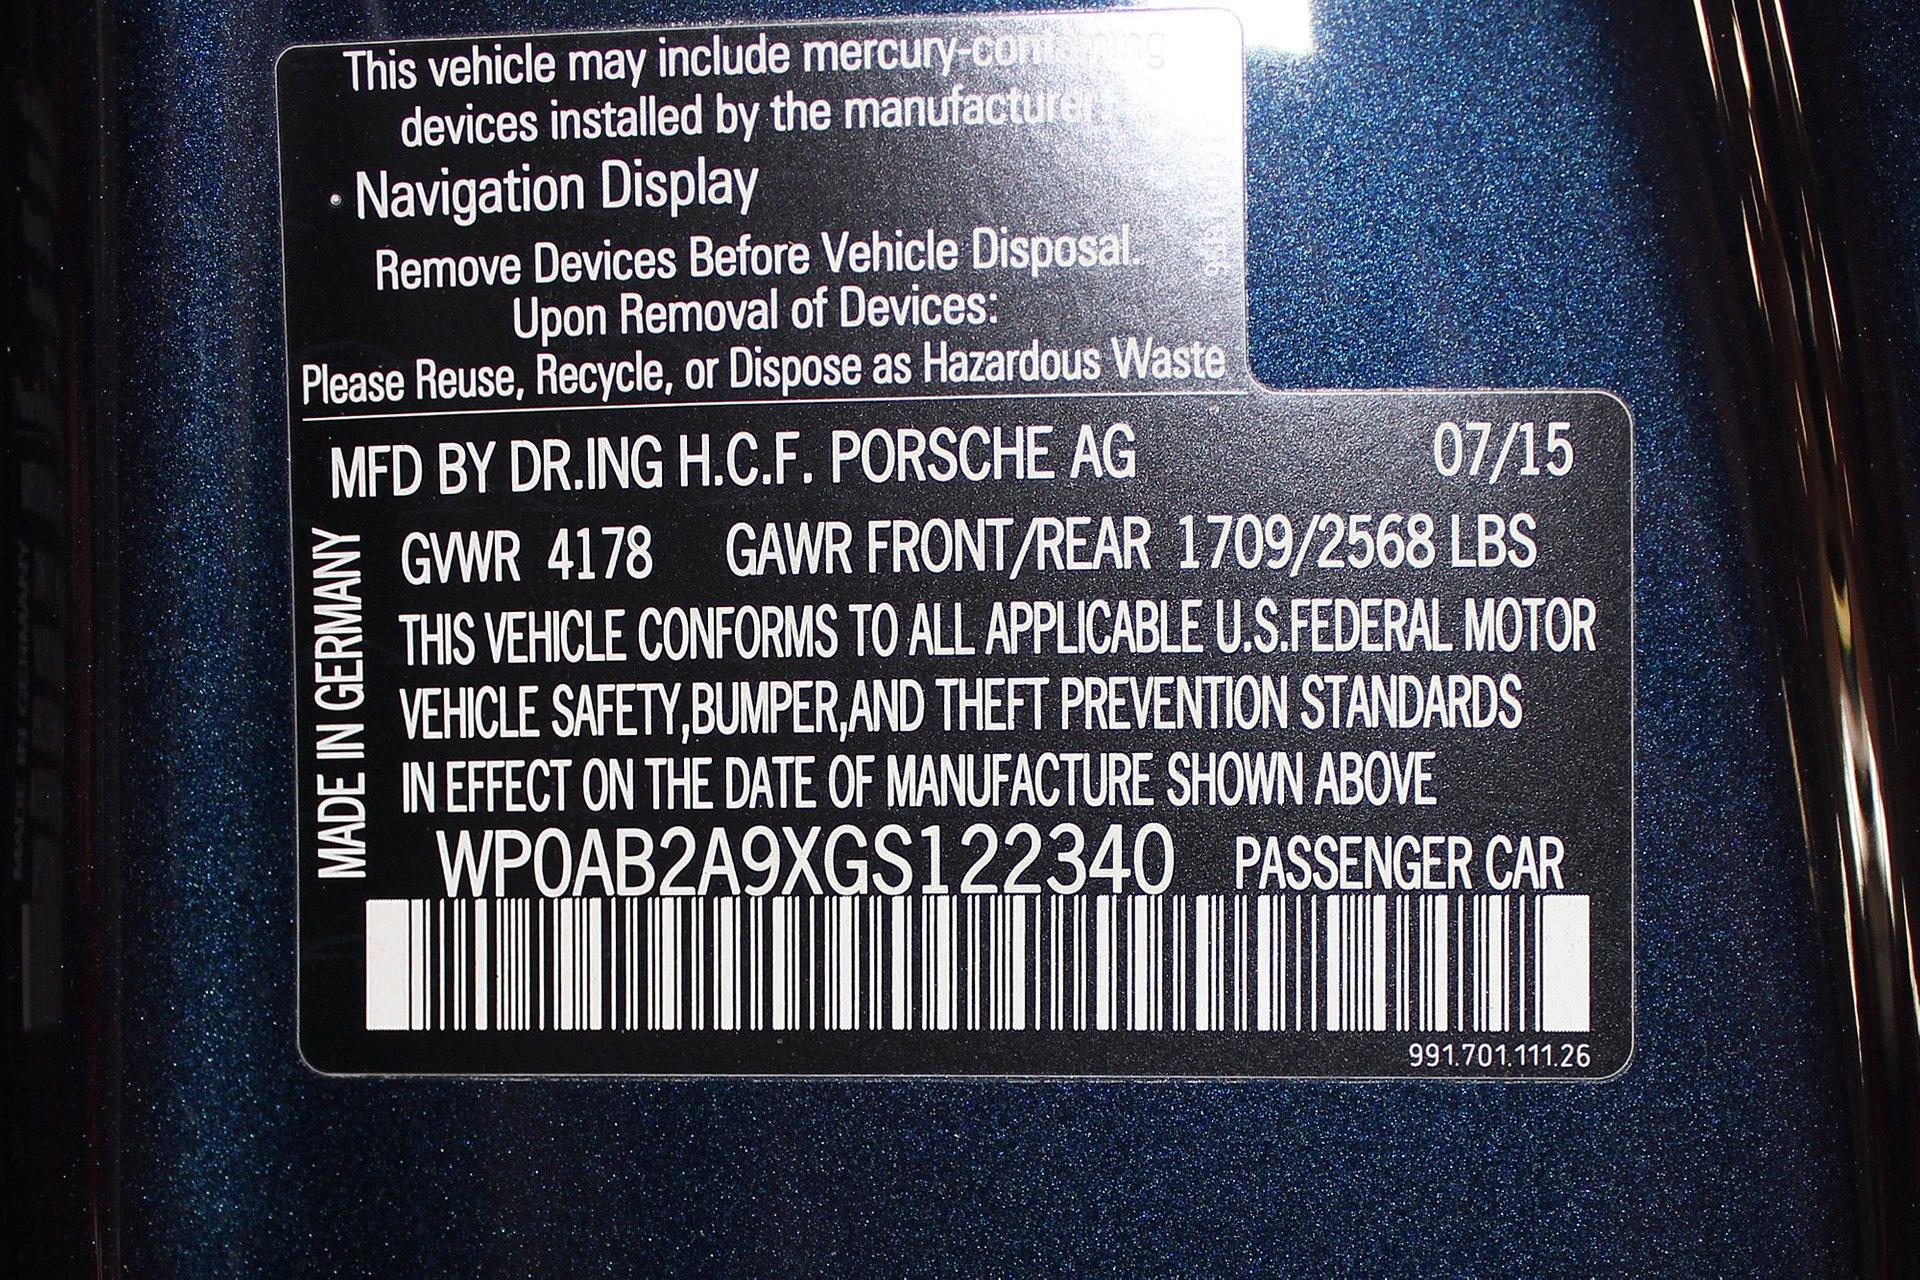 This vehicle may include mercury-containing
devices installed by the manufacturer
• Navigation Display
Remove Devices Before Vehicle Disposal.
Upon Removal of Devices:
Please Reuse, Recycle, or Dispose as Hazardous Waste
MFD BY DR.ING H.C.F. PORSCHE AG 07/15
GVWR 4178 GAWR FRONT/REAR 1709/2568 LBS
THIS VEHICLE CONFORMS TO ALL APPLICABLE U.S.FEDERAL MOTOR
VEHICLE SAFETY,BUMPER,AND THEFT PREVENTION STANDARDS
IN EFFECT ON THE DATE OF MANUFACTURE SHOWN ABOVE
MADE IN GERMANY
WP0AB2A9XGS122340 PASSENGER CAR
991.701.111.26